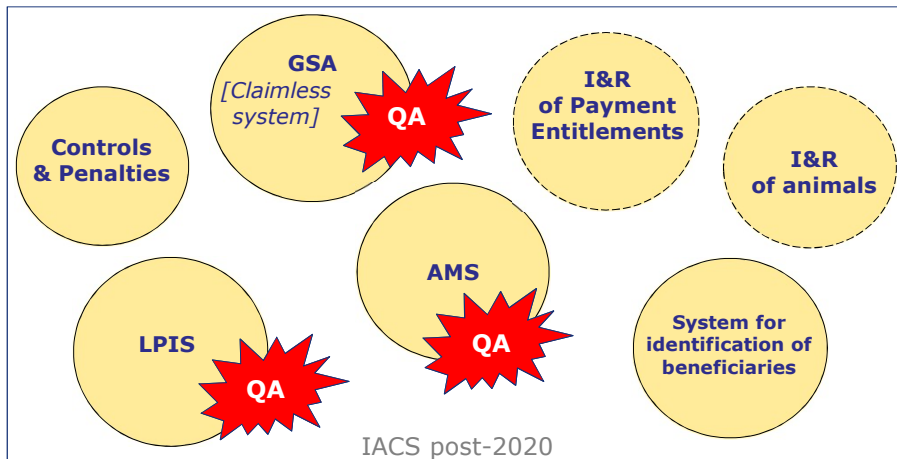 GSA
[Claimless
system]
QA
I&R
of Payment
Entitlements
Controls
& Penalties
I&R
of animals
AMS
QA
LPIS
QA
System for
identification of
beneficiaries
IACS post-2020